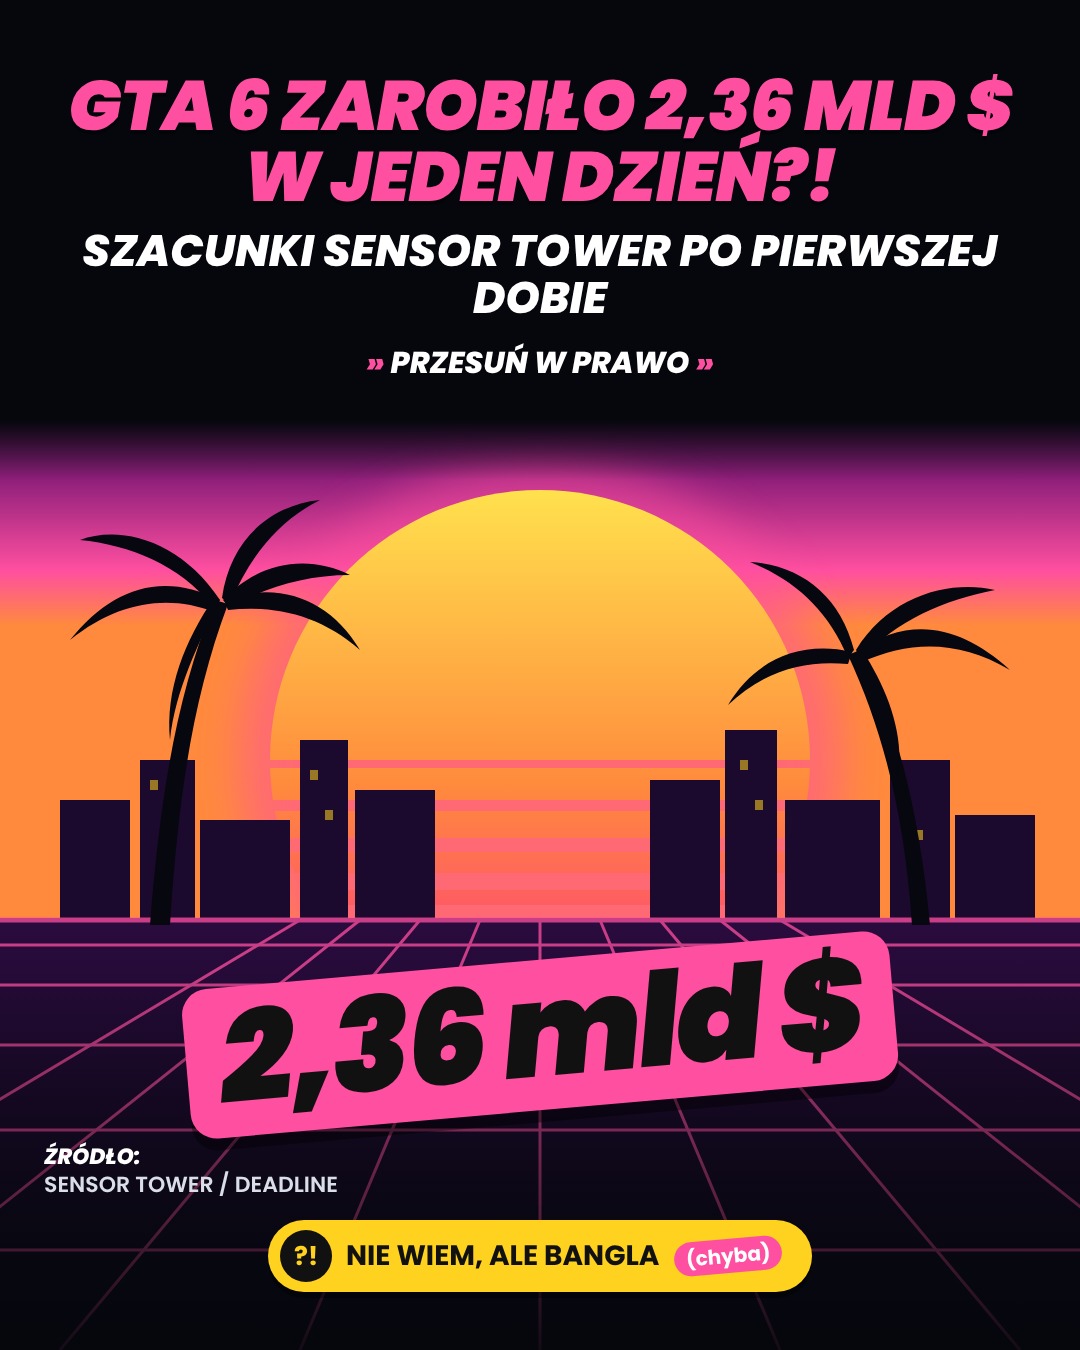 GTA 6 ZAROBIŁO 2,36 MLD $
W JEDEN DZIEŃ?!
SZACUNKI SENSOR TOWER PO PIERWSZEJ
DOBIE
» PRZESUŃ W PRAWO »
2,36 mld $
ŹRÓDŁO:
SENSOR TOWER / DEADLINE
?! NIE WIEM, ALE BANGLA (chyba)